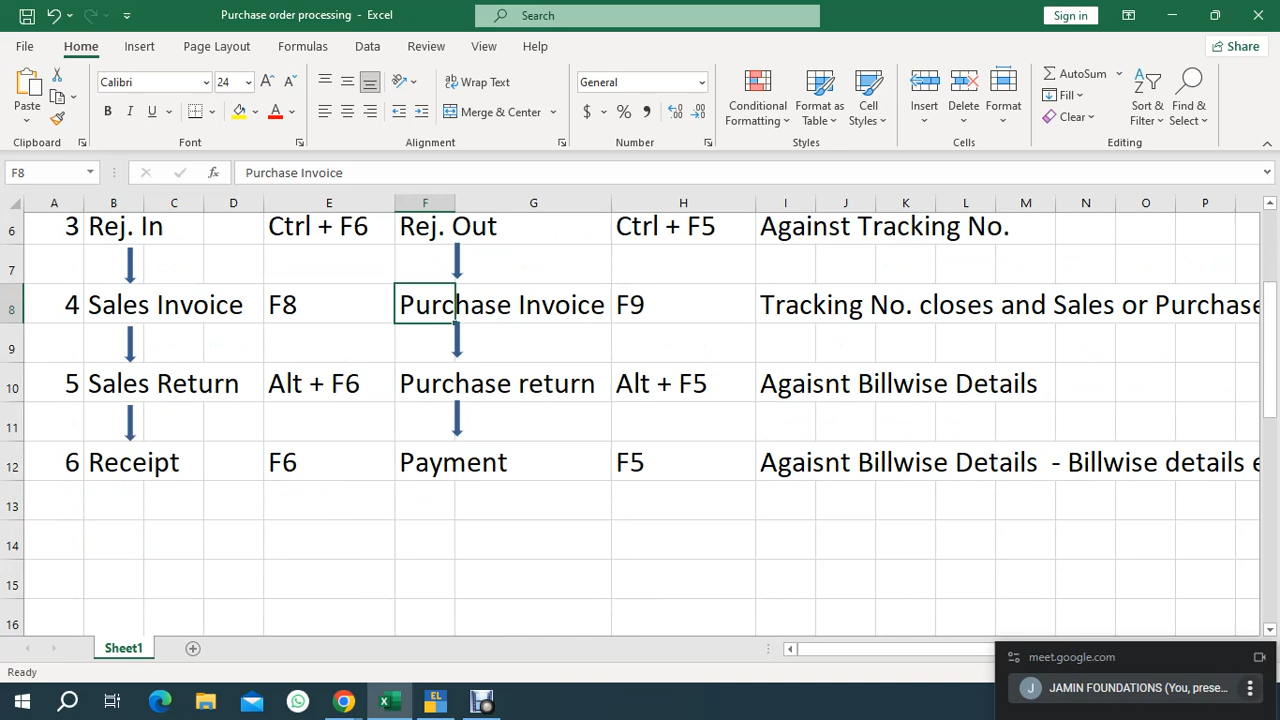 Purchase order processing - Excel
Search
Sign in
File Home Insert Page Layout Formulas Data Review View Help
Share
Paste
Clipboard
Calibri 24
B I U
Font
Wrap Text
Merge & Center
Alignment
General
$ % ,
Number
Conditional Formatting
Format as Table
Cell Styles
Styles
Insert Delete Format
Cells
AutoSum
Fill
Clear
Sort & Filter
Find & Select
Editing
F8 fx Purchase Invoice
A B C D E F G H I J K L M N O P
6 3 Rej. In Ctrl + F6 Rej. Out Ctrl + F5 Against Tracking No.
7
8 4 Sales Invoice F8 Purchase Invoice F9 Tracking No. closes and Sales or Purchase
9
10 5 Sales Return Alt + F6 Purchase return Alt + F5 Agaisnt Billwise Details
11
12 6 Receipt F6 Payment F5 Agaisnt Billwise Details - Billwise details e
13
14
15
16
Sheet1
Ready
meet.google.com
J JAMIN FOUNDATIONS (You, prese...
EL